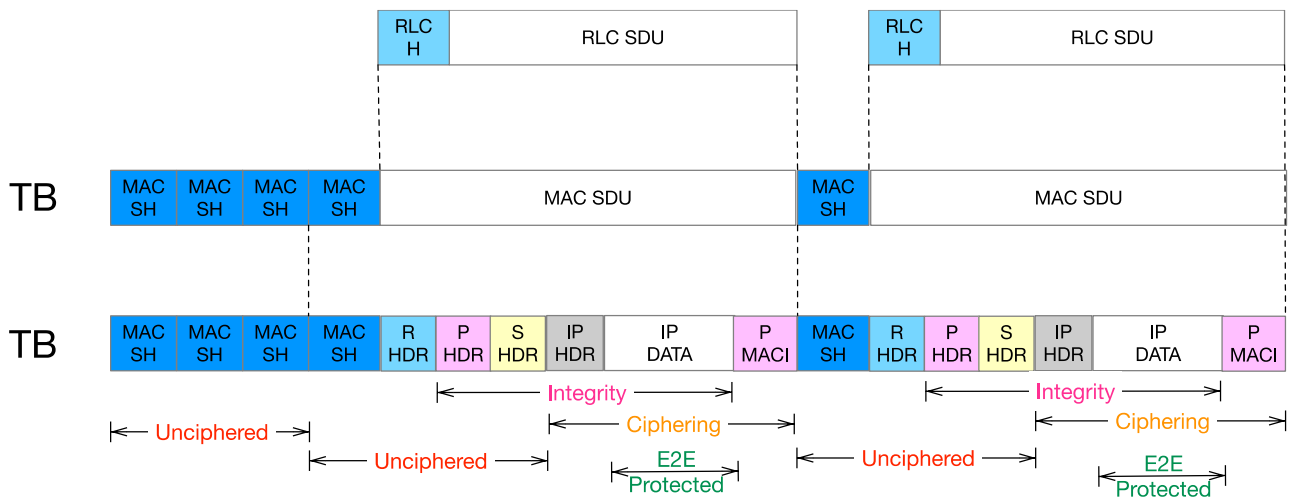 RLC
H
RLC SDU
RLC
H
RLC SDU
TB
MAC
SH
MAC
SH
MAC
SH
MAC
SH
MAC SDU
MAC
SH
MAC SDU
TB
MAC
SH
MAC
SH
MAC
SH
MAC
SH
R
HDR
P
HDR
S
HDR
IP
HDR
IP
DATA
P
MACI
MAC
SH
R
HDR
P
HDR
S
HDR
IP
HDR
IP
DATA
P
MACI
Integrity
Integrity
Unciphered
Ciphering
Ciphering
Unciphered
E2E
Protected
Unciphered
E2E
Protected